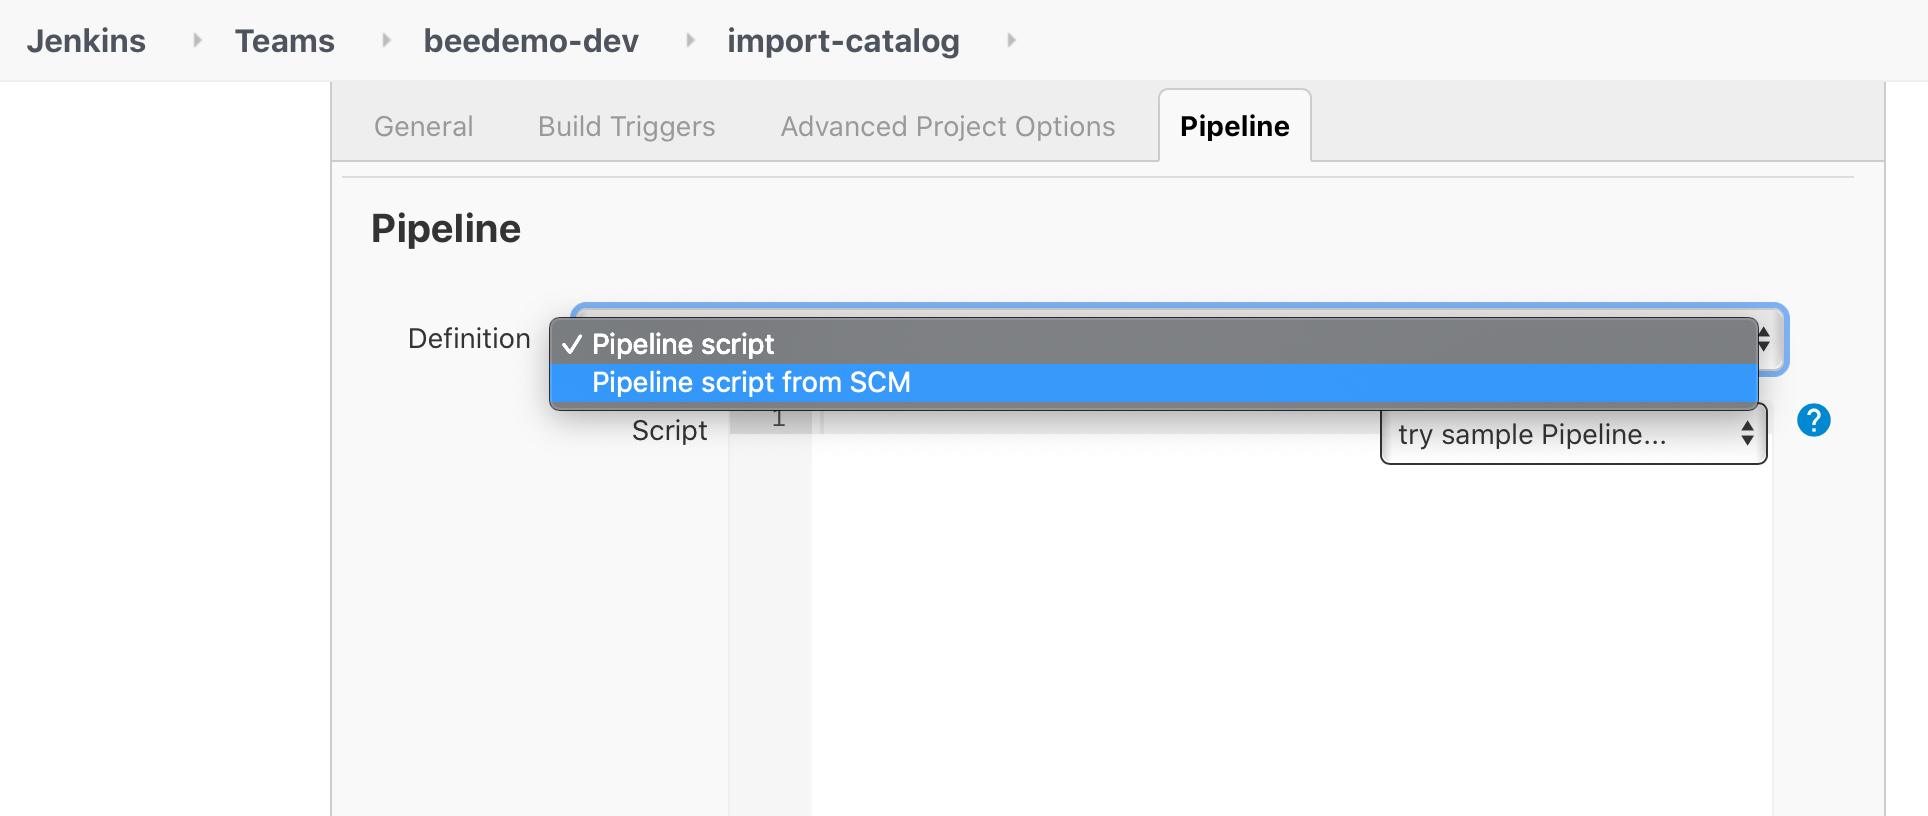 Jenkins Teams beedemo-dev import-catalog
General Build Triggers Advanced Project Options Pipeline
Pipeline
Definition
✓ Pipeline script
Pipeline script from SCM
Script
1
try sample Pipeline...
?